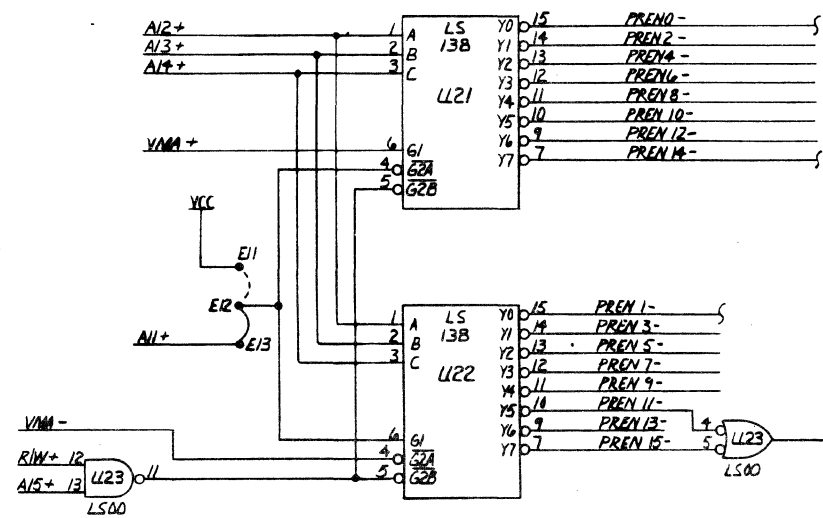 A12+ 1 A LS Y0 15 PREN0-
A13+ 2 B 138 Y1 14 PREN2-
A14+ 3 C Y2 13 PREN4-
Y3 12 PREN6-
U21 Y4 11 PREN8-
Y5 10 PREN10-
VMA+ 6 G1 Y6 9 PREN12-
4 G2A Y7 7 PREN14-
5 G2B
VCC
E11
E12
A11+ E13
1 A LS Y0 15 PREN1-
2 B 138 Y1 14 PREN3-
3 C Y2 13 PREN5-
U22 Y3 12 PREN7-
Y4 11 PREN9-
Y5 10 PREN11-
VMA- 6 G1 Y6 9 PREN13- 4 U23
4 G2A Y7 7 PREN15- 5
R/W+ 12 U23 11 5 G2B LS00
A15+ 13
LS00